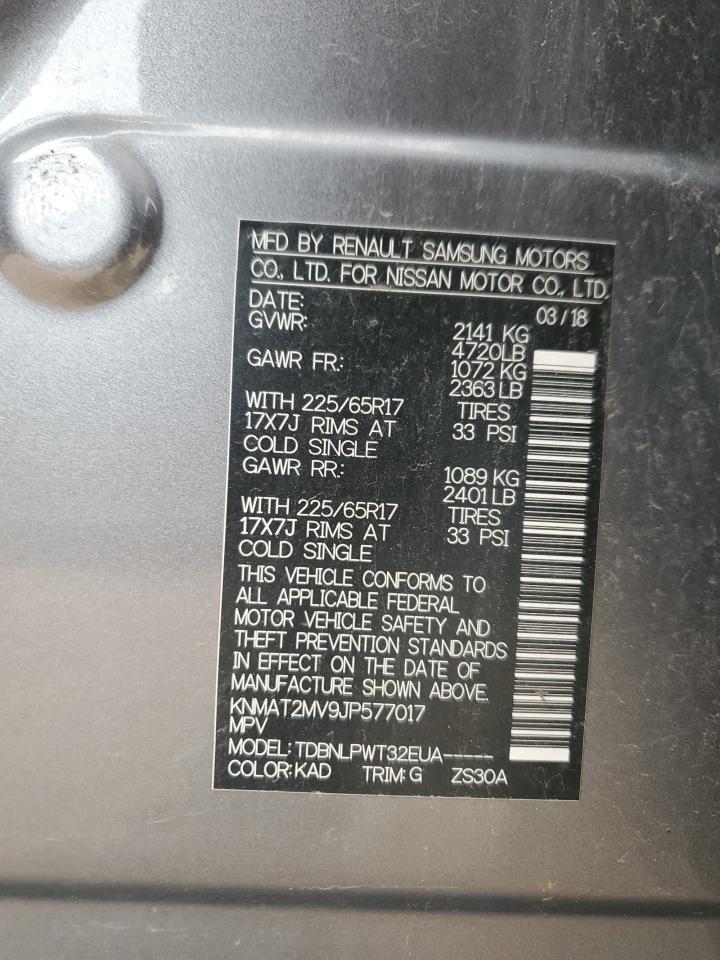 MFD BY RENAULT SAMSUNG MOTORS
CO., LTD. FOR NISSAN MOTOR CO., LTD.
DATE: 03/18
GVWR: 2141 KG
4720LB
GAWR FR.: 1072 KG
2363 LB
WITH 225/65R17 TIRES
17X7J RIMS AT 33 PSI
COLD SINGLE
GAWR RR.: 1089 KG
2401 LB
WITH 225/65R17 TIRES
17X7J RIMS AT 33 PSI
COLD SINGLE
THIS VEHICLE CONFORMS TO
ALL APPLICABLE FEDERAL
MOTOR VEHICLE SAFETY AND
THEFT PREVENTION STANDARDS
IN EFFECT ON THE DATE OF
MANUFACTURE SHOWN ABOVE.
KNMAT2MV9JP577017
MPV
MODEL: TDBNLPWT32EUA-----
COLOR:KAD TRIM:G ZS30A